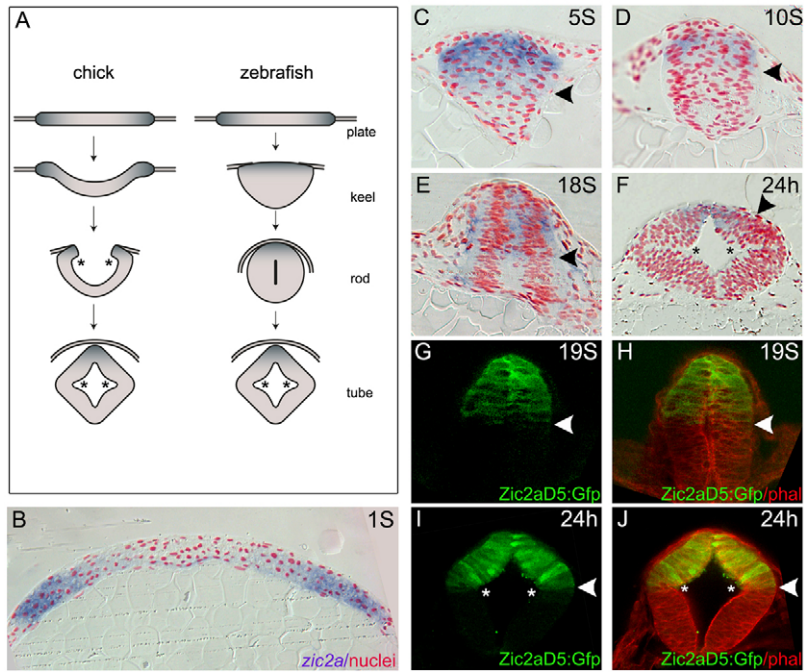 A
chick
zebrafish
plate
keel
* *
rod
* *
* *
tube
B
1S
zic2a/nuclei
C
5S
D
10S
E
18S
F
24h
* *
G
19S
Zic2aD5:Gfp
H
19S
Zic2aD5:Gfp/phal
I
24h
* *
Zic2aD5:Gfp
J
24h
* *
Zic2aD5:Gfp/phal